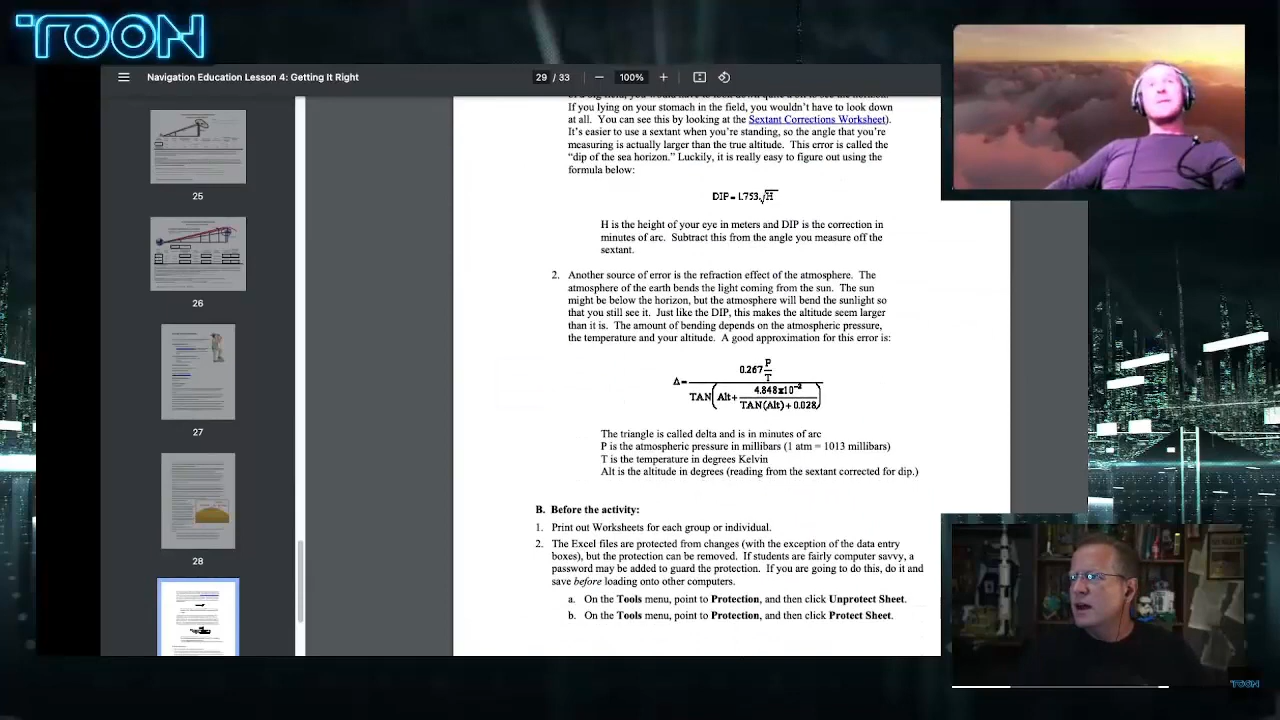 TOON
Navigation Education Lesson 4: Getting It Right
29 / 33
100%
25
26
27
28
If you lying on your stomach in the field, you wouldn't have to look down
at all. You can see this by looking at the Sextant Corrections Worksheet).
It's easier to use a sextant when you're standing, so the angle that you're
measuring is actually larger than the true altitude. This error is called the
"dip of the sea horizon." Luckily, it is really easy to figure out using the
formula below:
DIP=1.753√H
H is the height of your eye in meters and DIP is the correction in
minutes of arc. Subtract this from the angle you measure off the
sextant.
2. Another source of error is the refraction effect of the atmosphere. The
atmosphere of the earth bends the light coming from the sun. The sun
might be below the horizon, but the atmosphere will bend the sunlight so
that you still see it. Just like the DIP, this makes the altitude seem larger
than it is. The amount of bending depends on the atmospheric pressure,
the temperature and your altitude. A good approximation for this error is:
0.267 P
T
Δ=
4.848x10⁻²
TAN(Alt+
TAN(Alt)+0.028)
The triangle is called delta and is in minutes of arc
P is the atmospheric pressure in millibars (1 atm = 1013 millibars)
T is the temperature in degrees Kelvin
Alt is the altitude in degrees (reading from the sextant corrected for dip.)
B. Before the activity:
1. Print out Worksheets for each group or individual.
2. The Excel files are protected from changes (with the exception of the data entry
boxes), but the protection can be removed. If students are fairly computer savvy, a
password may be added to guard the protection. If you are going to do this, do it and
save before loading onto other computers.
a. On the Tools menu, point to Protection, and then click Unprotect Sheet.
b. On the Tools menu, point to Protection, and then click Protect Sheet.
TOON